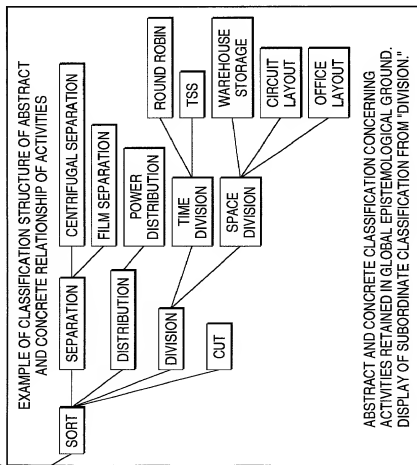 EXAMPLE OF CLASSIFICATION STRUCTURE OF ABSTRACT
AND CONCRETE RELATIONSHIP OF ACTIVITIES
SORT
SEPARATION
CENTRIFUGAL SEPARATION
FILM SEPARATION
DISTRIBUTION
POWER
DISTRIBUTION
DIVISION
TIME
DIVISION
ROUND ROBIN
TSS
SPACE
DIVISION
WAREHOUSE
STORAGE
CIRCUIT
LAYOUT
OFFICE
LAYOUT
CUT
ABSTRACT AND CONCRETE CLASSIFICATION CONCERNING
ACTIVITIES RETAINED IN GLOBAL EPISTEMOLOGICAL GROUND.
DISPLAY OF SUBORDINATE CLASSIFICATION FROM "DIVISION."